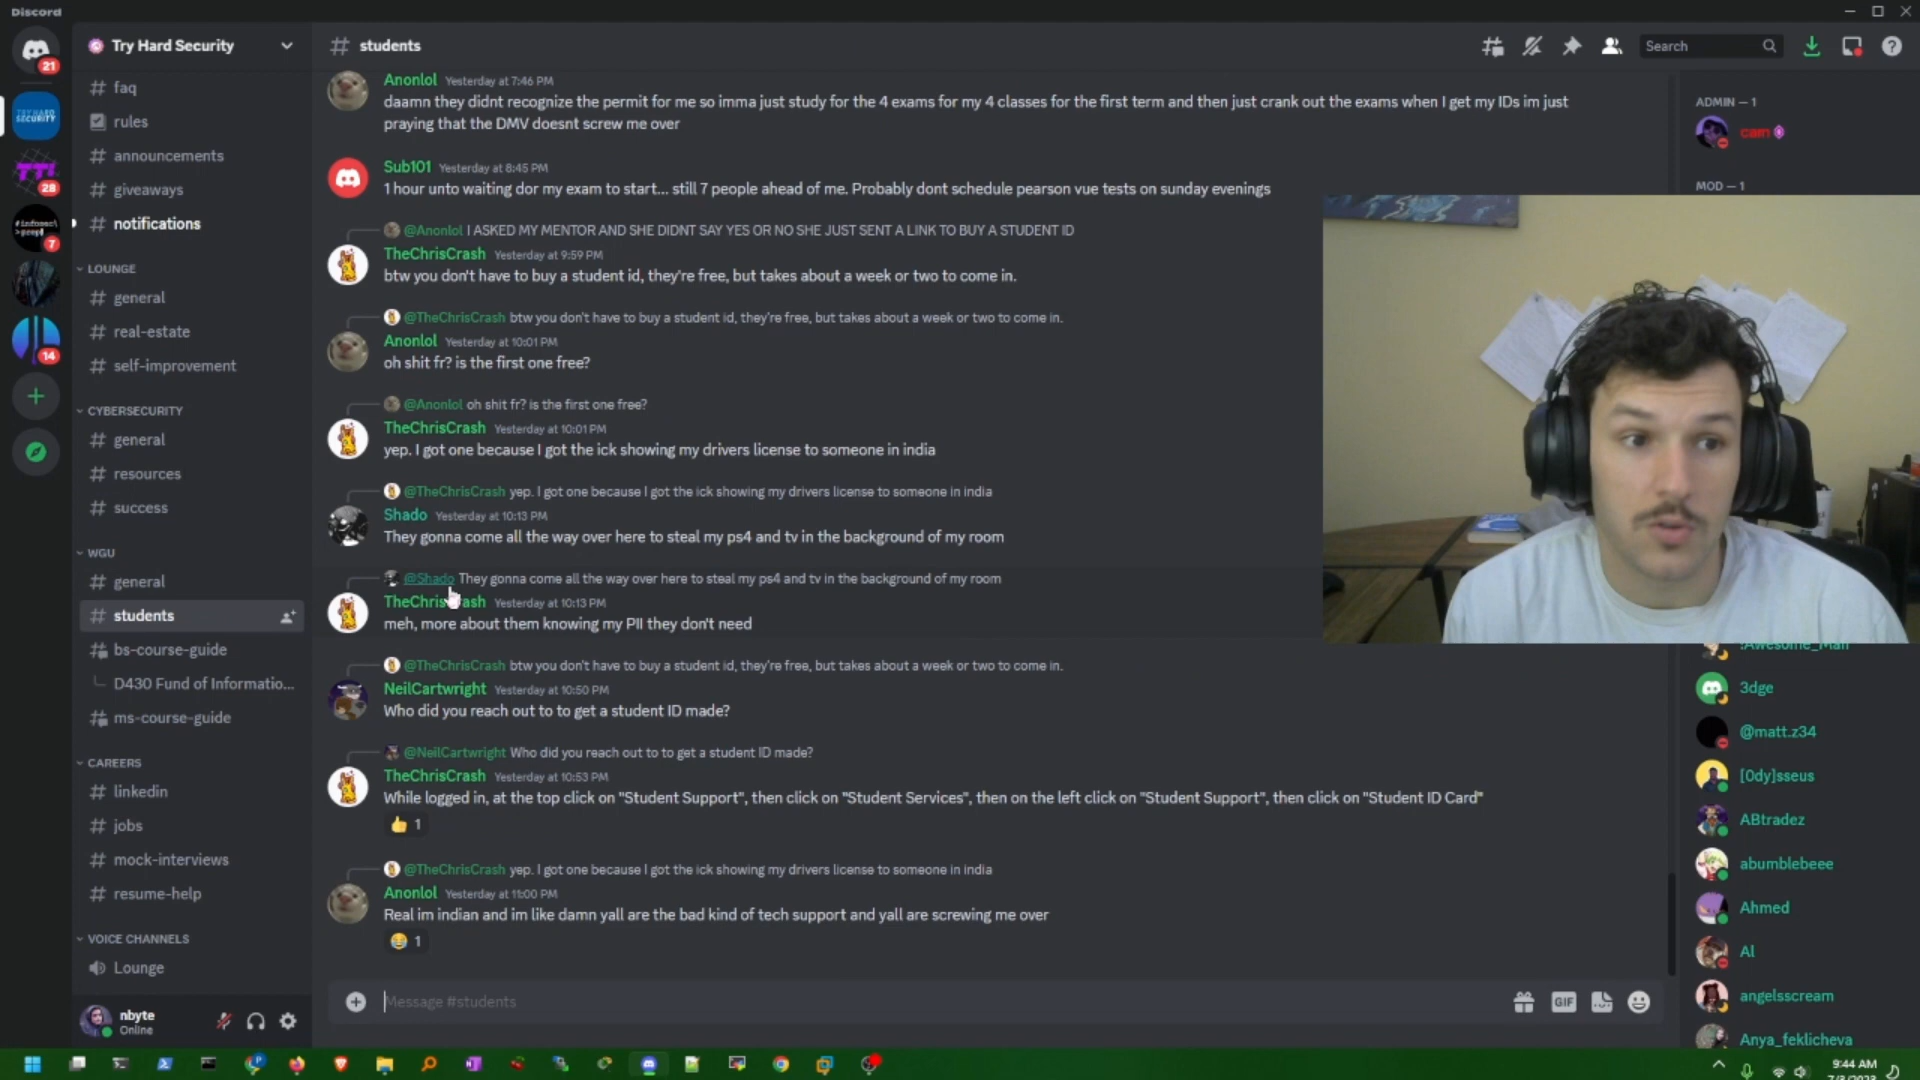 Discord
Try Hard Security
21
TRY HARD
SECURITY
TTI
28
7
14
faq
rules
announcements
giveaways
notifications
LOUNGE
general
real-estate
self-improvement
CYBERSECURITY
general
resources
success
WGU
general
students
bs-course-guide
D430 Fund of Informatio...
ms-course-guide
CAREERS
linkedin
jobs
mock-interviews
resume-help
VOICE CHANNELS
Lounge
nbyte
Online
# students
Search
Anonlol Yesterday at 7:46 PM
daamn they didnt recognize the permit for me so imma just study for the 4 exams for my 4 classes for the first term and then just crank out the exams when I get my IDs im just
praying that the DMV doesnt screw me over
Sub101 Yesterday at 8:45 PM
1 hour unto waiting dor my exam to start... still 7 people ahead of me. Probably dont schedule pearson vue tests on sunday evenings
@Anonlol I ASKED MY MENTOR AND SHE DIDNT SAY YES OR NO SHE JUST SENT A LINK TO BUY A STUDENT ID
TheChrisCrash Yesterday at 9:59 PM
btw you don't have to buy a student id, they're free, but takes about a week or two to come in.
@TheChrisCrash btw you don't have to buy a student id, they're free, but takes about a week or two to come in.
Anonlol Yesterday at 10:01 PM
oh shit fr? is the first one free?
@Anonlol oh shit fr? is the first one free?
TheChrisCrash Yesterday at 10:01 PM
yep. I got one because I got the ick showing my drivers license to someone in india
@TheChrisCrash yep. I got one because I got the ick showing my drivers license to someone in india
Shado Yesterday at 10:13 PM
They gonna come all the way over here to steal my ps4 and tv in the background of my room
@Shado They gonna come all the way over here to steal my ps4 and tv in the background of my room
TheChrisCrash Yesterday at 10:13 PM
meh, more about them knowing my PII they don't need
@TheChrisCrash btw you don't have to buy a student id, they're free, but takes about a week or two to come in.
NeilCartwright Yesterday at 10:50 PM
Who did you reach out to to get a student ID made?
@NeilCartwright Who did you reach out to to get a student ID made?
TheChrisCrash Yesterday at 10:53 PM
While logged in, at the top click on "Student Support", then click on "Student Services", then on the left click on "Student Support", then click on "Student ID Card"
👍 1
@TheChrisCrash yep. I got one because I got the ick showing my drivers license to someone in india
Anonlol Yesterday at 11:00 PM
Real im indian and im like damn yall are the bad kind of tech support and yall are screwing me over
😂 1
Message #students
GIF
ADMIN — 1
cam
MOD — 1
!Awesome_Man
3dge
@matt.z34
[0dy]sseus
ABtradez
abumblebeee
Ahmed
Al
angelsscream
Anya_feklicheva
9:44 AM